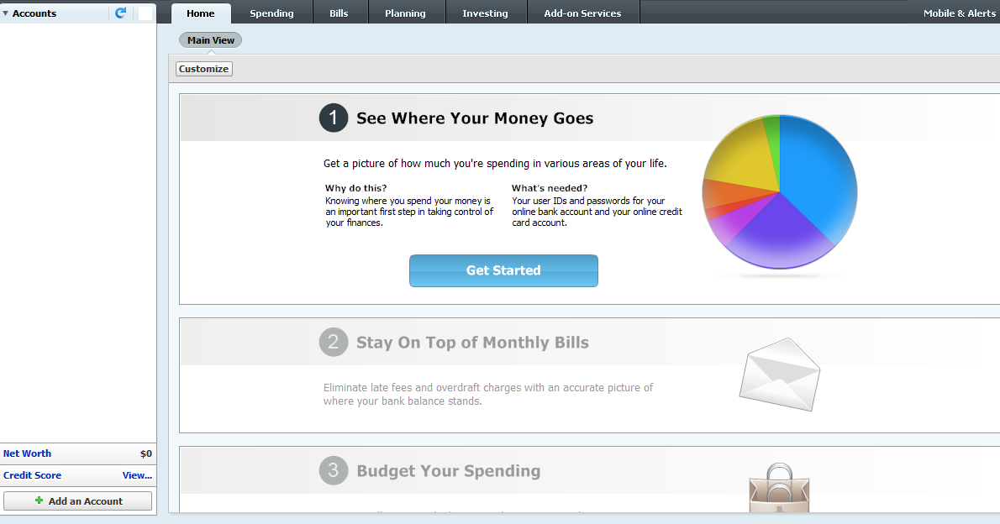 Accounts
Home
Spending
Bills
Planning
Investing
Add-on Services
Mobile & Alerts
Main View
Customize
1 See Where Your Money Goes
Get a picture of how much you're spending in various areas of your life.
Why do this?
Knowing where you spend your money is
an important first step in taking control of
your finances.
What's needed?
Your user IDs and passwords for your
online bank account and your online credit
card account.
Get Started
2 Stay On Top of Monthly Bills
Eliminate late fees and overdraft charges with an accurate picture of
where your bank balance stands.
3 Budget Your Spending
Net Worth $0
Credit Score View...
Add an Account